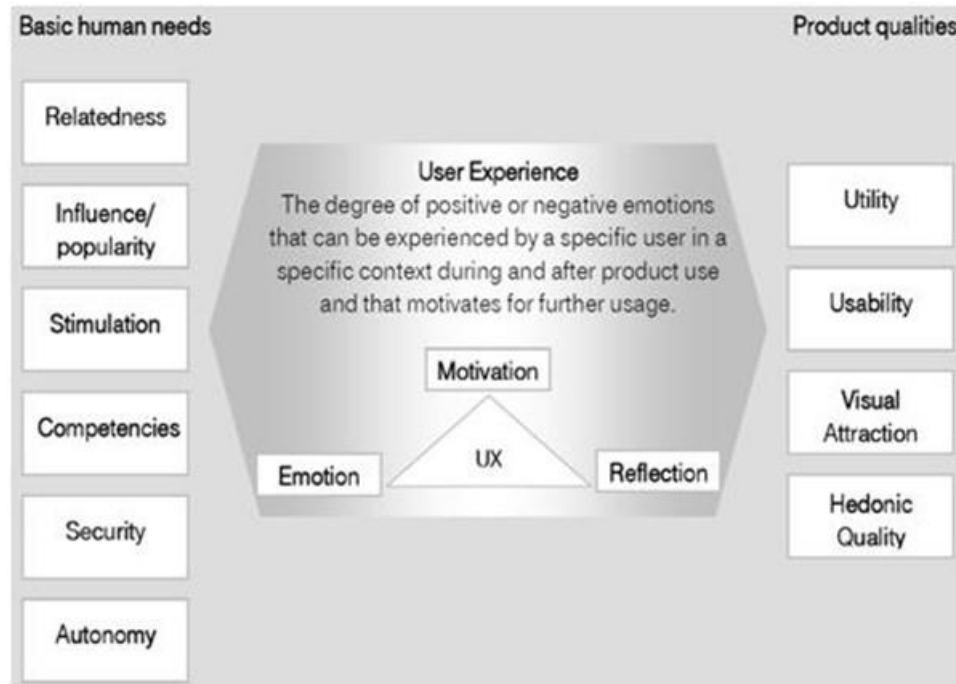 Basic human needs
Product qualities
Relatedness
Influence/
popularity
Stimulation
Competencies
Security
Autonomy
User Experience
The degree of positive or negative emotions
that can be experienced by a specific user in a
specific context during and after product use
and that motivates for further usage.
Motivation
UX
Emotion
Reflection
Utility
Usability
Visual
Attraction
Hedonic
Quality